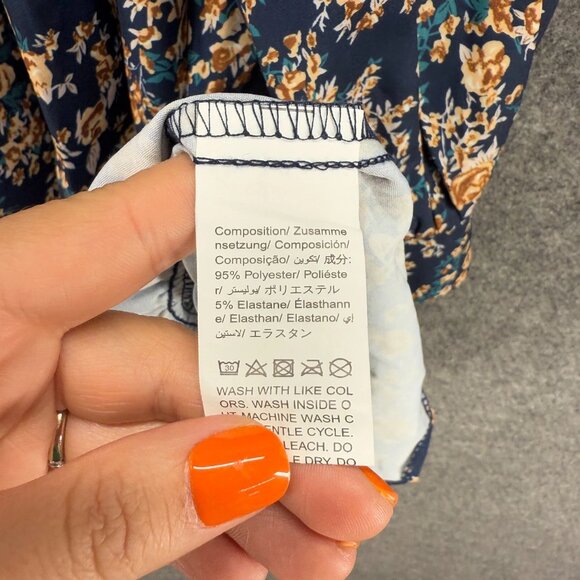 Composition/ Zusamme
nsetzung/ Composición/
Composição/ تكوين/ 成分:
95% Polyester/ Poliéste
r/ بوليستر/ ポリエステル
5% Elastane/ Élasthann
e/ Elasthan/ Elastano/ إي
لاستين/ エラスタン
30
WASH WITH LIKE COL
ORS. WASH INSIDE O
UT MACHINE WASH C
GENTLE CYCLE.
BLEACH. DO
DRY. DO